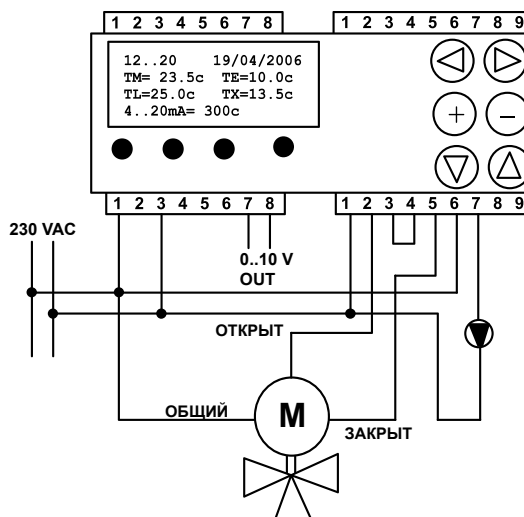 1 2 3 4 5 6 7 8 1 2 3 4 5 6 7 8 9
12..20 19/04/2006
TM= 23.5c TE=10.0c
TL=25.0c TX=13.5c
4..20mA= 300c
+ −
1 2 3 4 5 6 7 8 1 2 3 4 5 6 7 8 9
230 VAC
0..10 V
OUT
ОТКРЫТ
ОБЩИЙ
M
ЗАКРЫТ